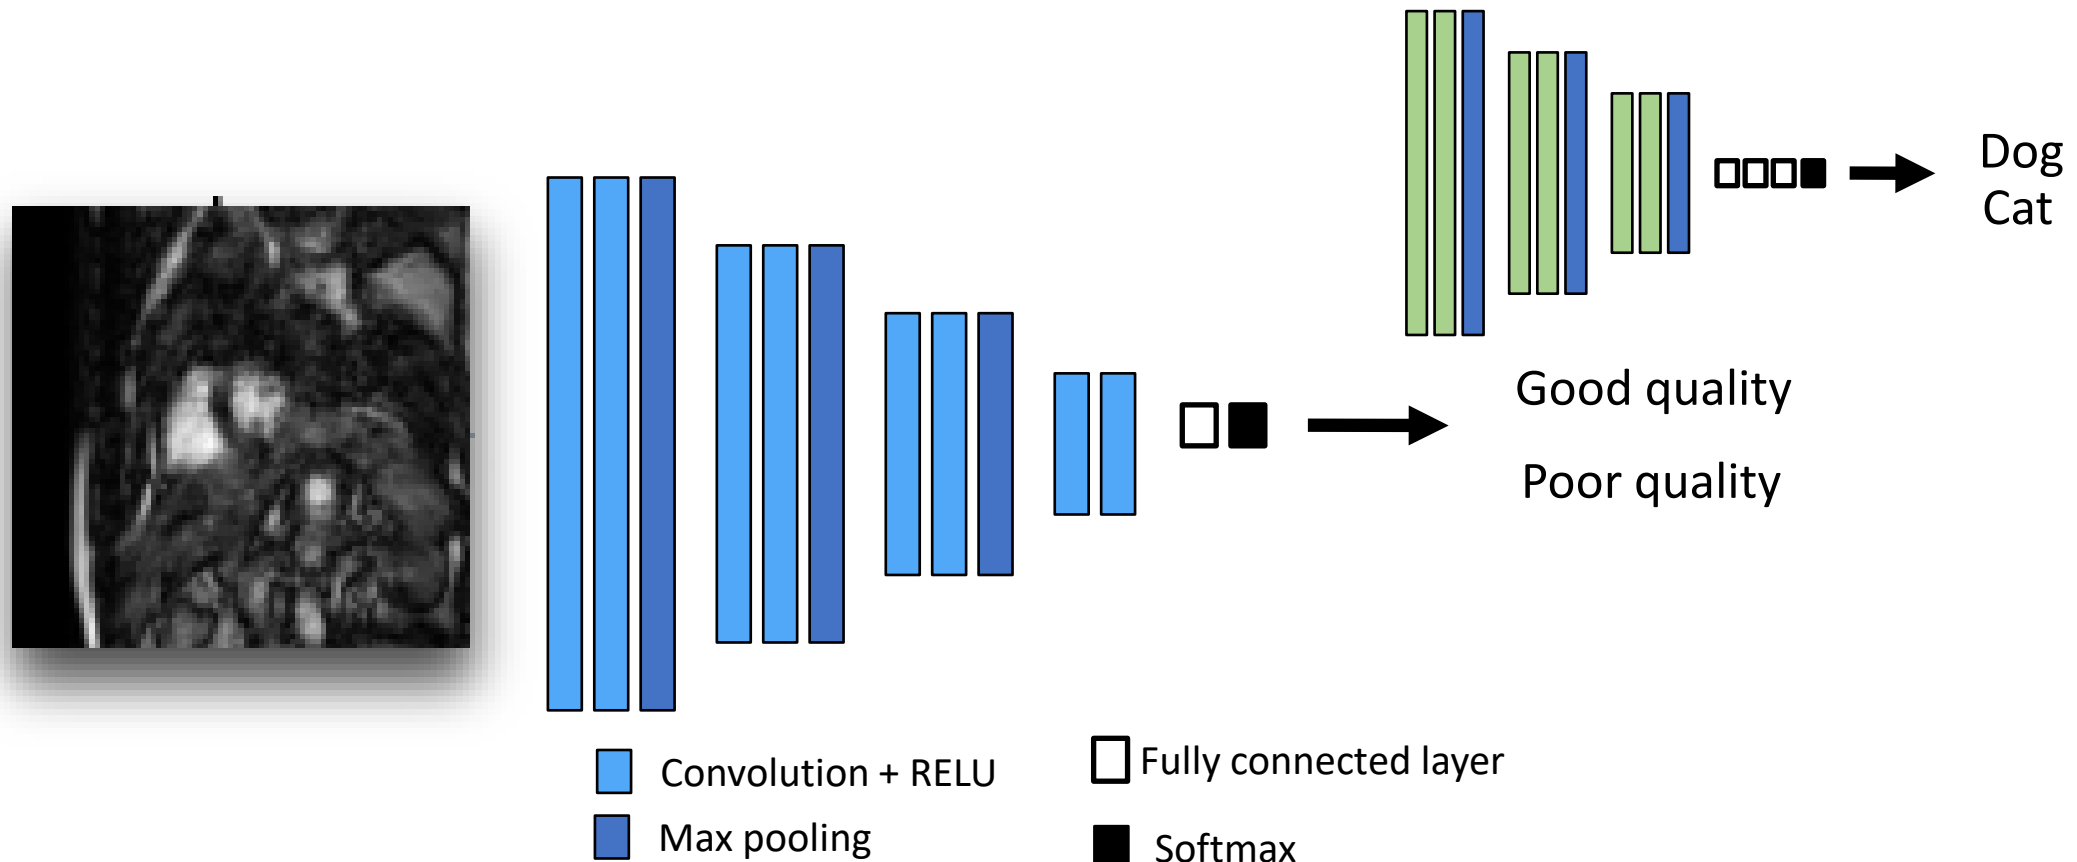 Dog
Cat
Good quality
Poor quality
Convolution + RELU
Fully connected layer
Max pooling
Softmax